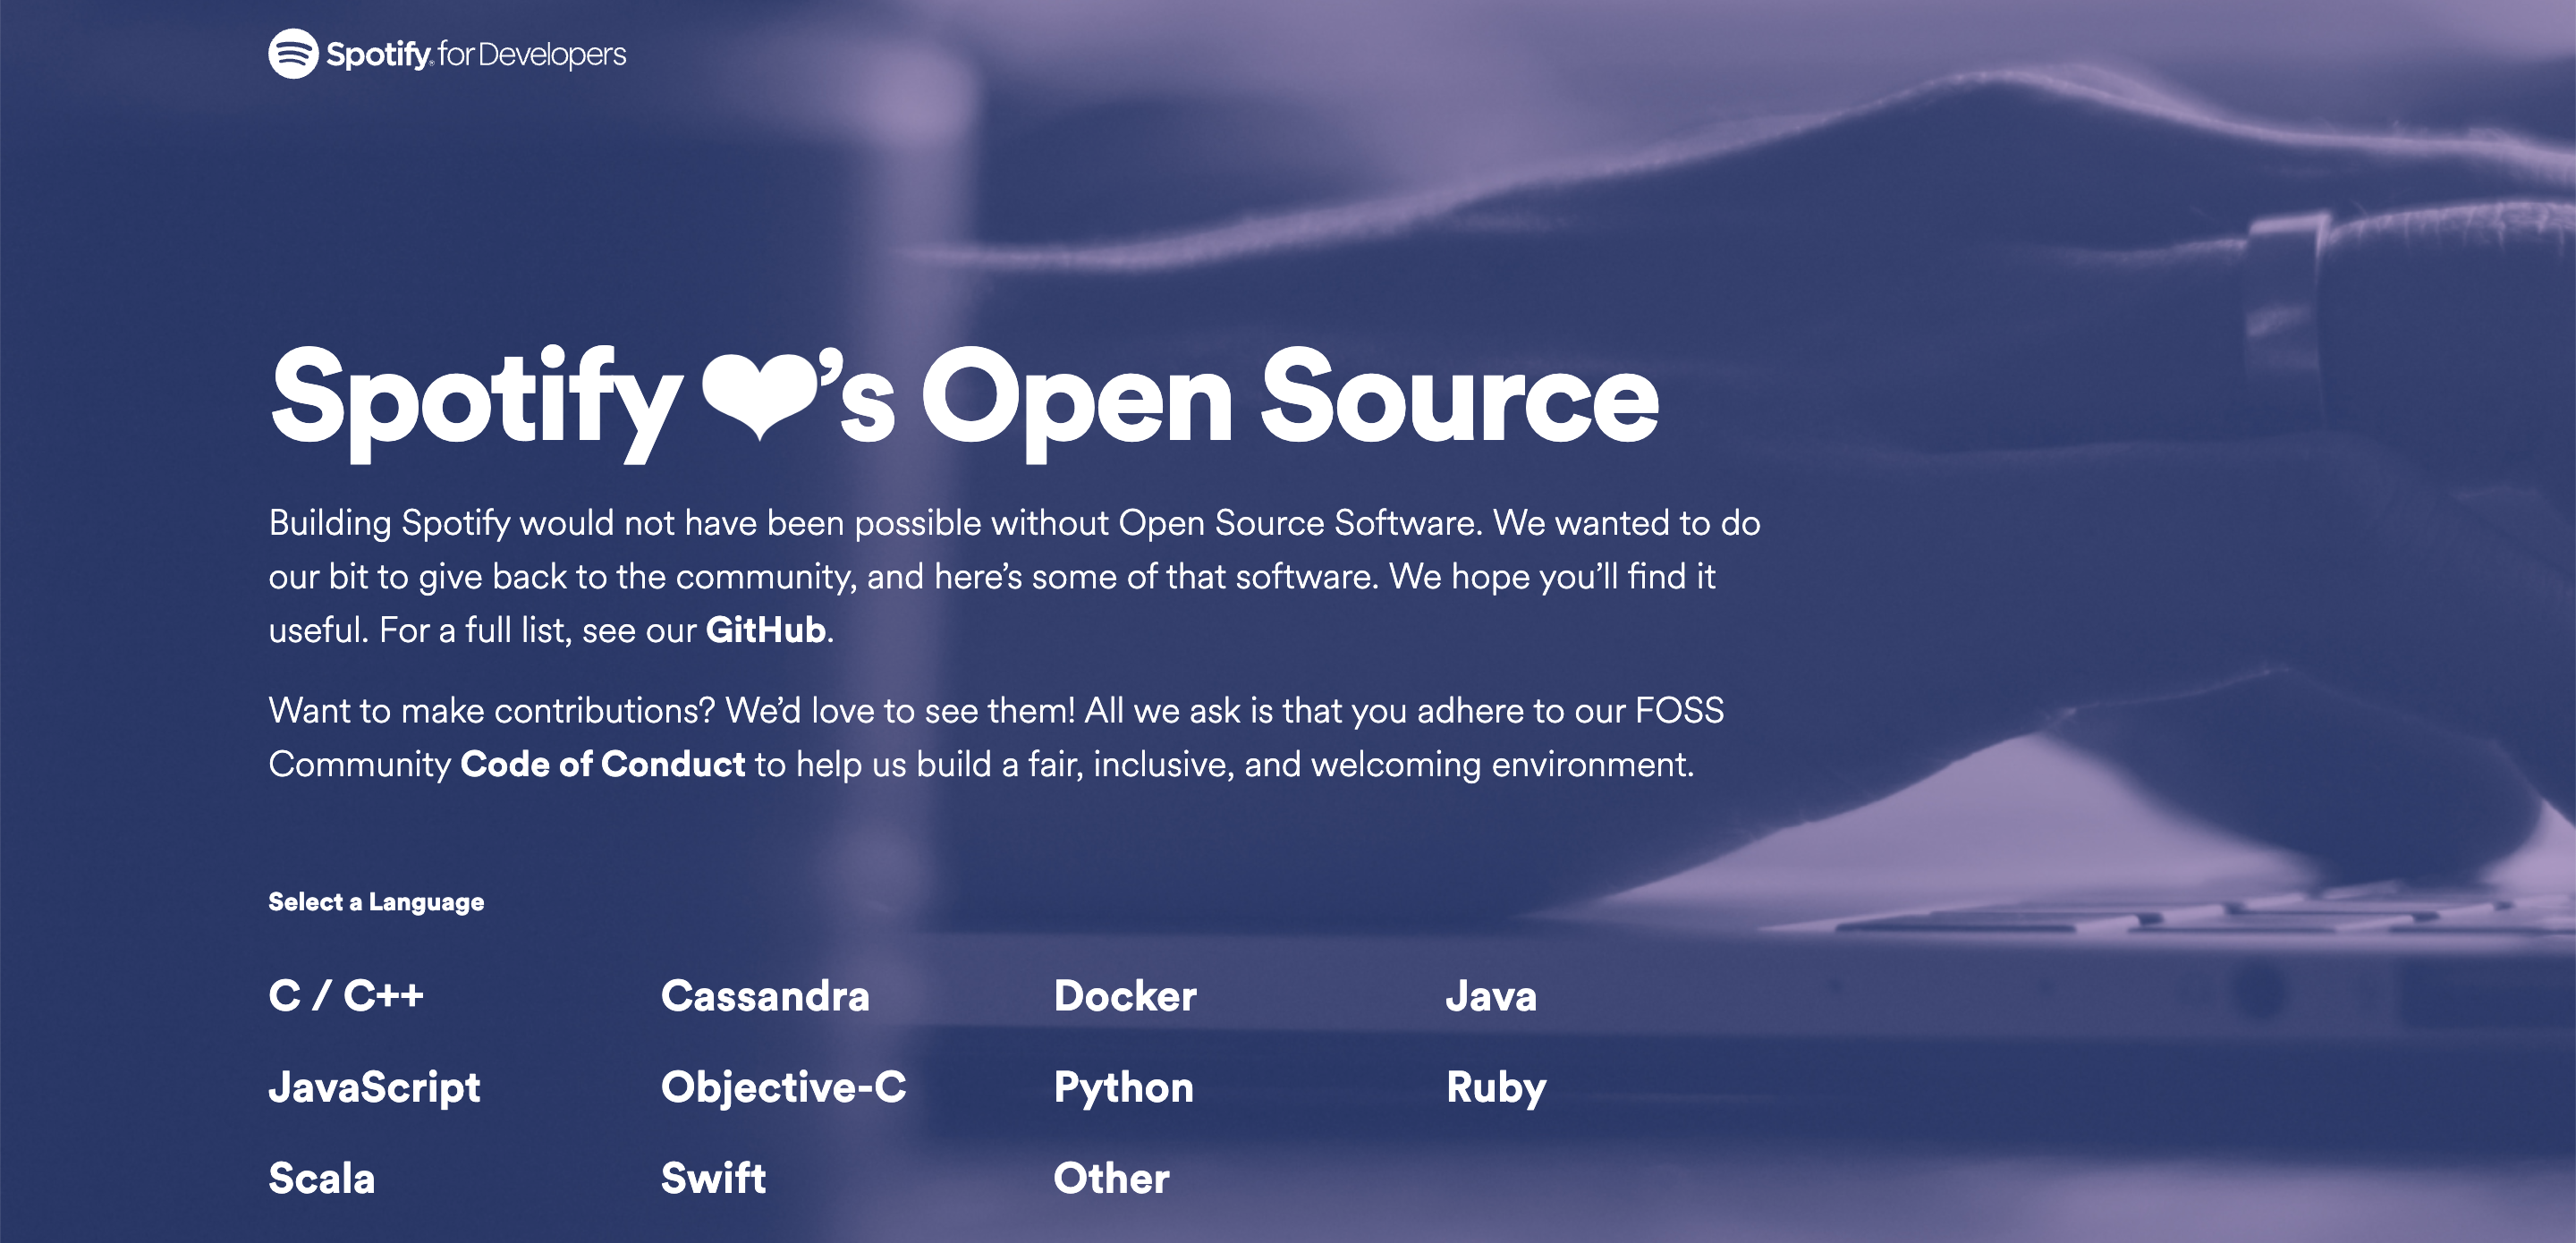 Spotify® for Developers
Spotify ❤’s Open Source
Building Spotify would not have been possible without Open Source Software. We wanted to do
our bit to give back to the community, and here’s some of that software. We hope you’ll find it
useful. For a full list, see our GitHub.
Want to make contributions? We’d love to see them! All we ask is that you adhere to our FOSS
Community Code of Conduct to help us build a fair, inclusive, and welcoming environment.
Select a Language
C / C++ Cassandra Docker Java
JavaScript Objective-C Python Ruby
Scala Swift Other